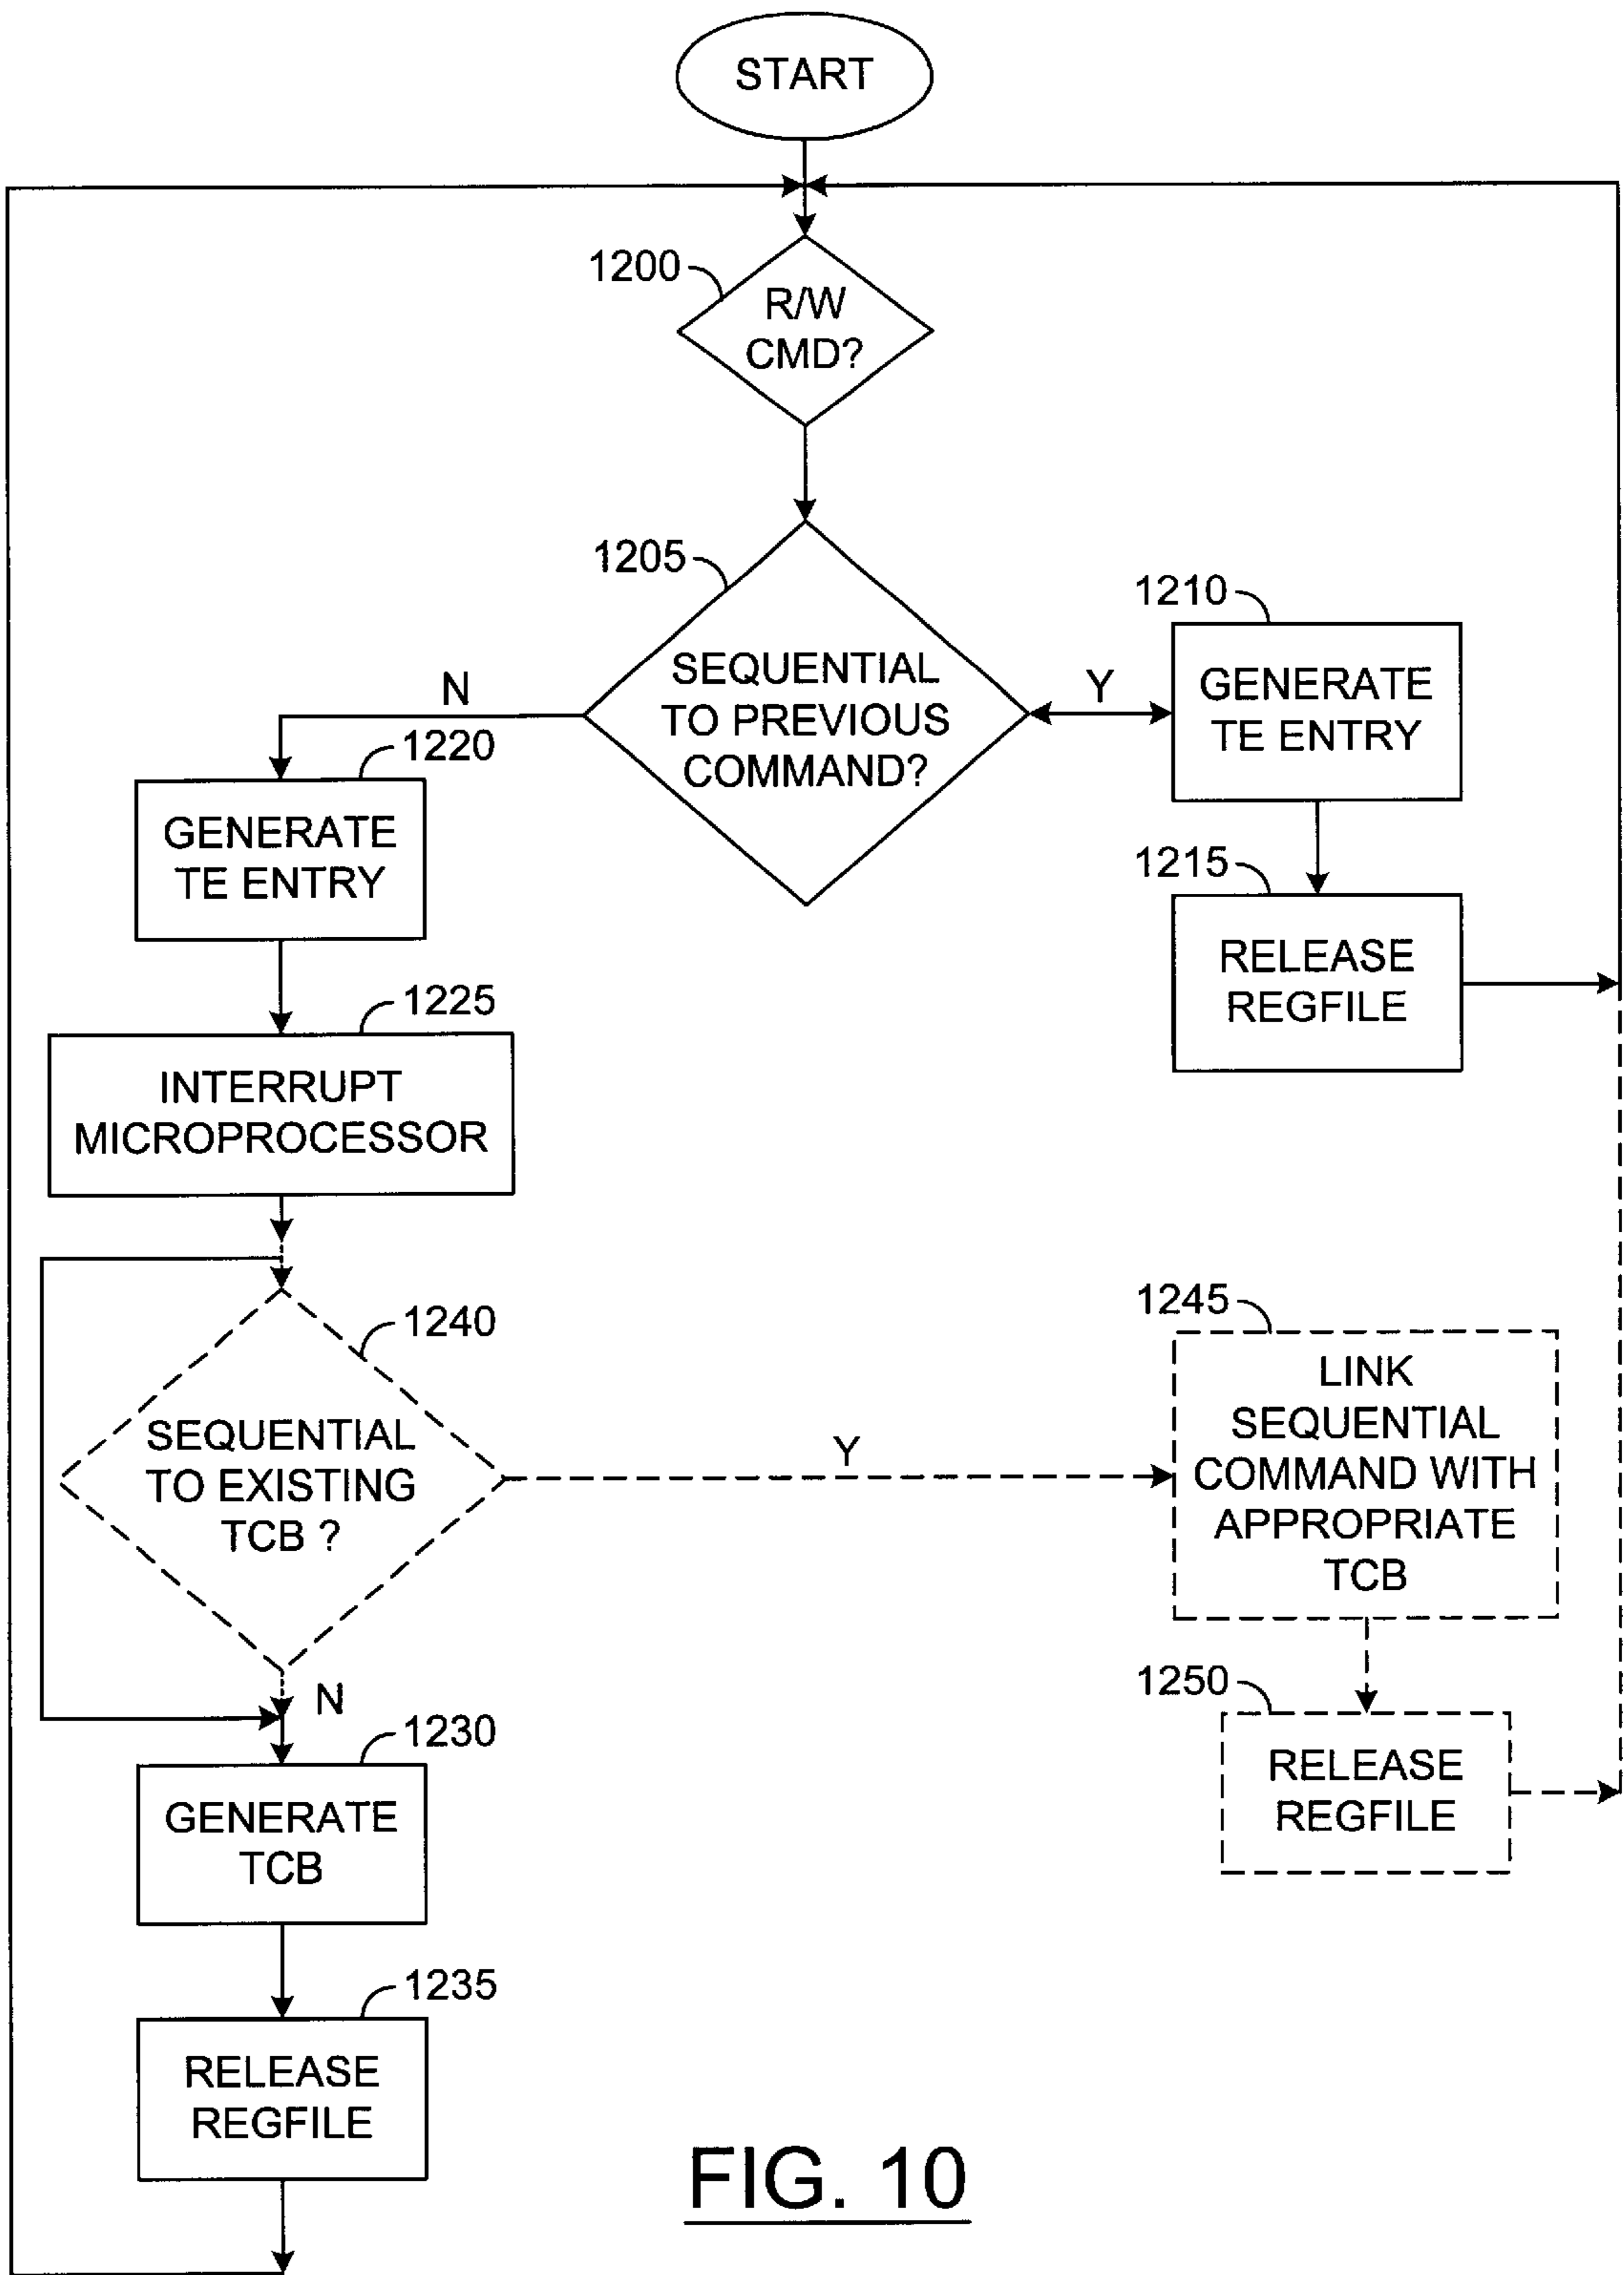 START
1200
R/W
CMD?
1205
SEQUENTIAL
TO PREVIOUS
COMMAND?
N
Y
1210
GENERATE
TE ENTRY
1215
RELEASE
REGFILE
1220
GENERATE
TE ENTRY
1225
INTERRUPT
MICROPROCESSOR
1240
SEQUENTIAL
TO EXISTING
TCB ?
Y
1245
LINK
SEQUENTIAL
COMMAND WITH
APPROPRIATE
TCB
1250
RELEASE
REGFILE
N
1230
GENERATE
TCB
1235
RELEASE
REGFILE
FIG. 10